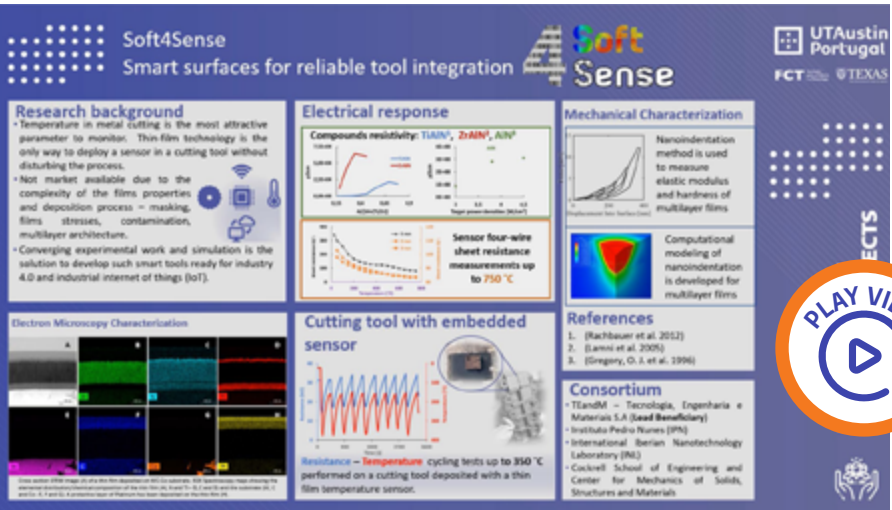 Soft4Sense
Smart surfaces for reliable tool integration
4 Soft
Sense
UTAustin
Portugal
FCT
TEXAS
Research background
• Temperature in metal cutting is the most attractive
parameter to monitor. Thin-film technology is the
only way to deploy a sensor in a cutting tool without
disturbing the process.
• Not market available due to the
complexity of the films properties
and deposition process – masking,
films stresses, contamination,
multilayer architecture.
• Converging experimental work and simulation is the
solution to develop such smart tools ready for industry
4.0 and industrial internet of things (IoT).
Electrical response
Compounds resistivity: TiAlN¹, ZrAlN², AlN³
Target power densities
Sensor four-wire
sheet resistance
measurements up
to 750 °C
Mechanical Characterization
Nanoindentation
method is used
to measure
elastic modulus
and hardness of
multilayer films
Computational
modeling of
nanoindentation
is developed for
multilayer films
ECTS
PLAY VI
Electron Microscopy Characterization
A
B
C
D
E
F
G
H
Cutting tool with embedded
sensor
Resistance – Temperature cycling tests up to 350 °C
performed on a cutting tool deposited with a thin
film temperature sensor.
References
1. (Rachbauer et al. 2012)
2. (Lamni et al. 2005)
3. (Gregory, O. J. et al. 1996)
Consortium
• TEandM – Tecnologia, Engenharia e
Materiais S.A (Lead Beneficiary)
• Instituto Pedro Nunes (IPN)
• International Iberian Nanotechnology
Laboratory (INL)
• Cockrell School of Engineering and
Center for Mechanics of Solids,
Structures and Materials